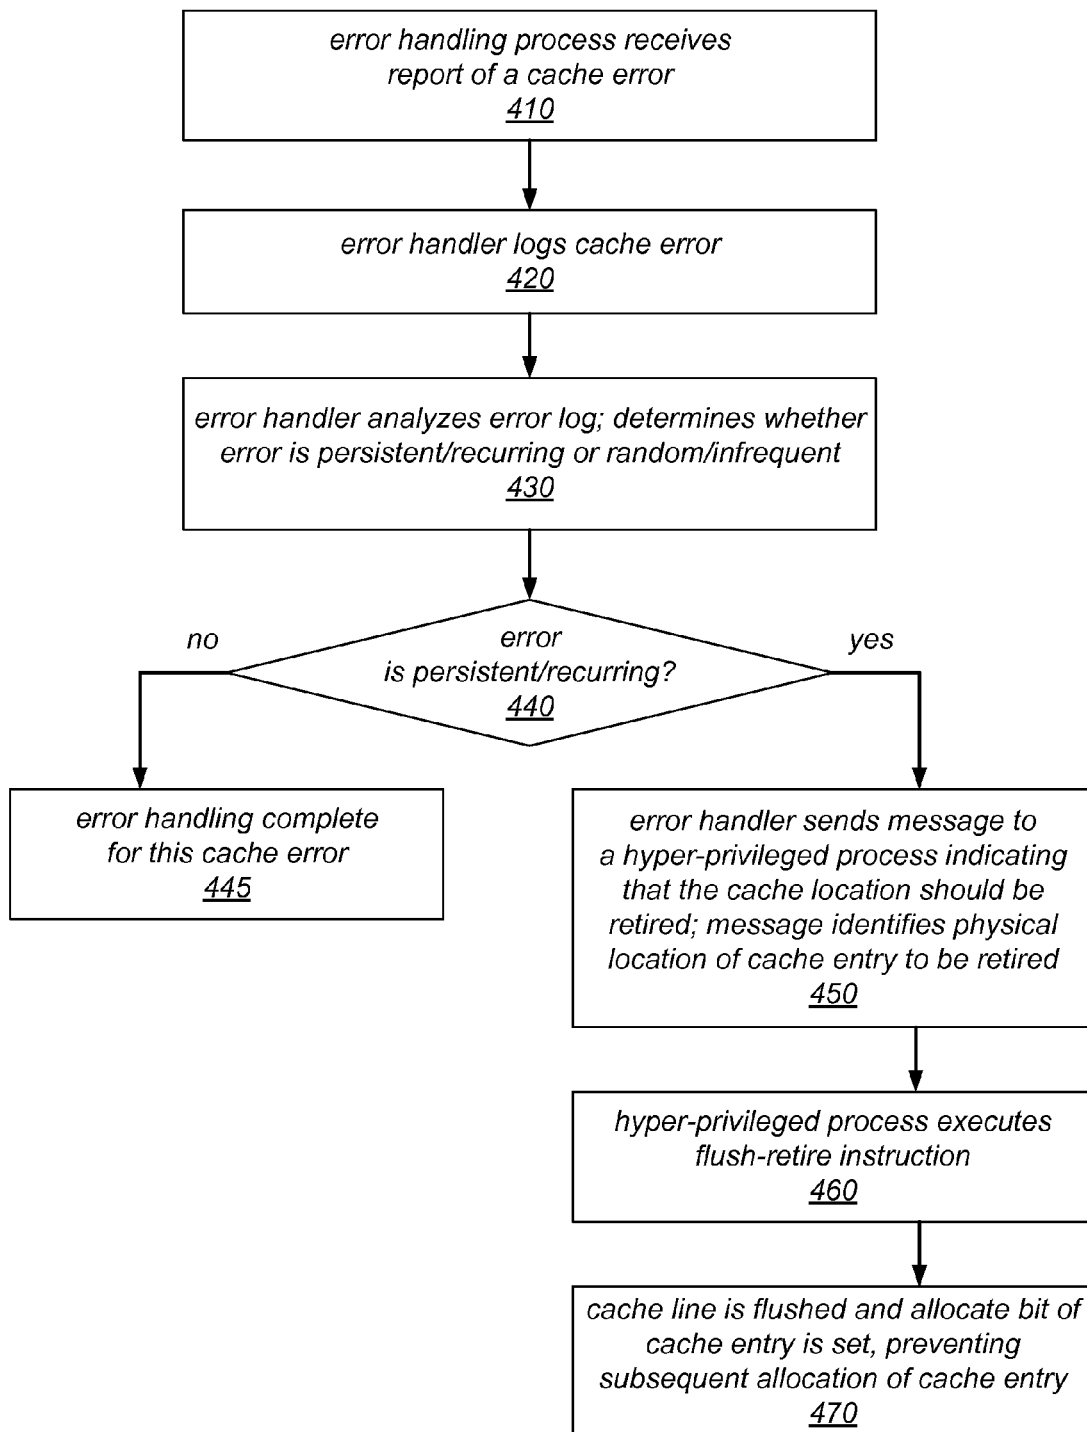 error handling process receives
report of a cache error
410
error handler logs cache error
420
error handler analyzes error log; determines whether
error is persistent/recurring or random/infrequent
430
no
error
is persistent/recurring?
440
yes
error handling complete
for this cache error
445
error handler sends message to
a hyper-privileged process indicating
that the cache location should be
retired; message identifies physical
location of cache entry to be retired
450
hyper-privileged process executes
flush-retire instruction
460
cache line is flushed and allocate bit of
cache entry is set, preventing
subsequent allocation of cache entry
470